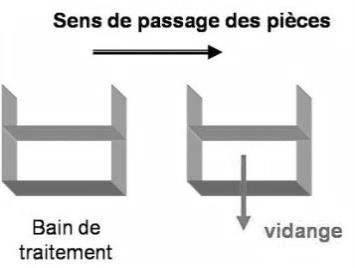 Sens de passage des pièces
Bain de
traitement
vidange